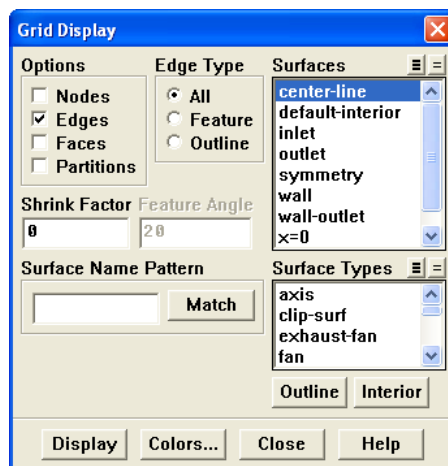 Grid Display
Options
Nodes
Edges
Faces
Partitions
Edge Type
All
Feature
Outline
Shrink Factor
0
Feature Angle
20
Surface Name Pattern
Match
Surfaces
center-line
default-interior
inlet
outlet
symmetry
wall
wall-outlet
x=0
Surface Types
axis
clip-surf
exhaust-fan
fan
Outline
Interior
Display
Colors...
Close
Help